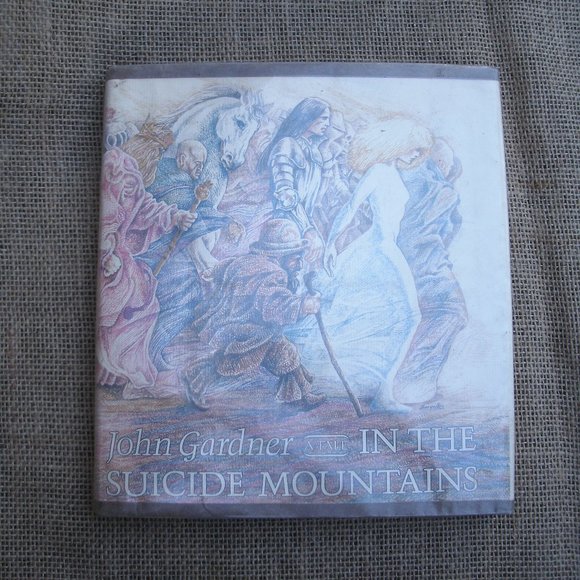 John Gardner A TALE IN THE
SUICIDE MOUNTAINS